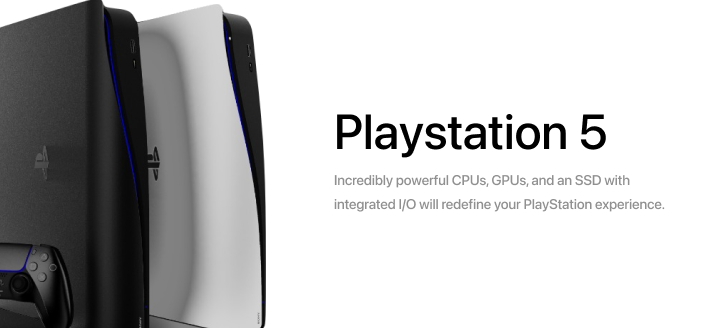 Playstation 5
Incredibly powerful CPUs, GPUs, and an SSD with
integrated I/O will redefine your PlayStation experience.